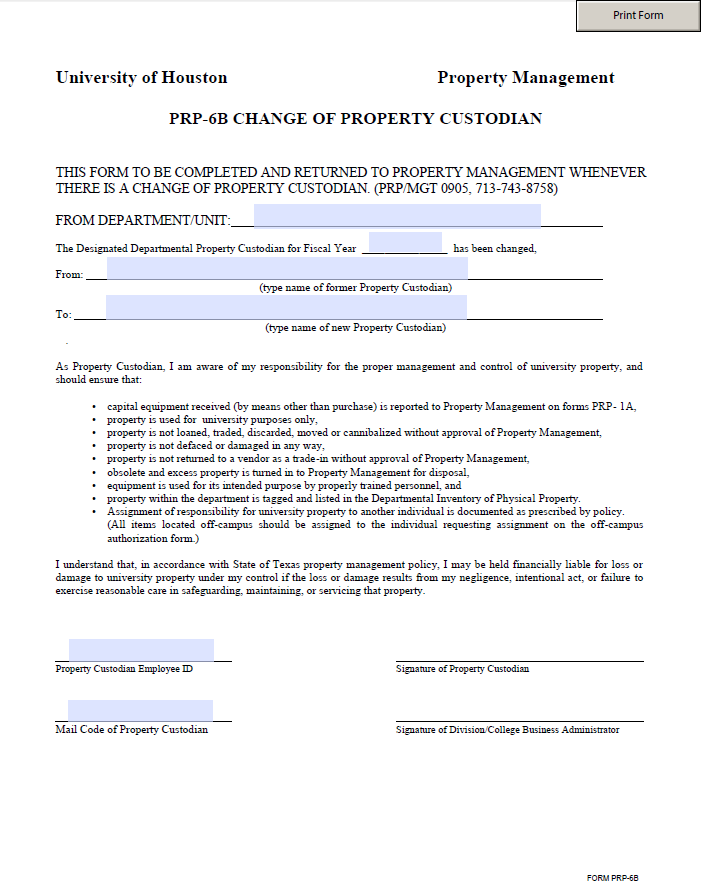 Print Form
University of Houston Property Management
PRP-6B CHANGE OF PROPERTY CUSTODIAN
THIS FORM TO BE COMPLETED AND RETURNED TO PROPERTY MANAGEMENT WHENEVER
THERE IS A CHANGE OF PROPERTY CUSTODIAN. (PRP/MGT 0905, 713-743-8758)
FROM DEPARTMENT/UNIT:
The Designated Departmental Property Custodian for Fiscal Year has been changed,
From:
(type name of former Property Custodian)
To:
(type name of new Property Custodian)
As Property Custodian, I am aware of my responsibility for the proper management and control of university property, and
should ensure that:
• capital equipment received (by means other than purchase) is reported to Property Management on forms PRP- 1A,
• property is used for university purposes only,
• property is not loaned, traded, discarded, moved or cannibalized without approval of Property Management,
• property is not defaced or damaged in any way,
• property is not returned to a vendor as a trade-in without approval of Property Management,
• obsolete and excess property is turned in to Property Management for disposal,
• equipment is used for its intended purpose by properly trained personnel, and
• property within the department is tagged and listed in the Departmental Inventory of Physical Property.
• Assignment of responsibility for university property to another individual is documented as prescribed by policy.
(All items located off-campus should be assigned to the individual requesting assignment on the off-campus
authorization form.)
I understand that, in accordance with State of Texas property management policy, I may be held financially liable for loss or
damage to university property under my control if the loss or damage results from my negligence, intentional act, or failure to
exercise reasonable care in safeguarding, maintaining, or servicing that property.
Property Custodian Employee ID Signature of Property Custodian
Mail Code of Property Custodian Signature of Division/College Business Administrator
FORM PRP-6B